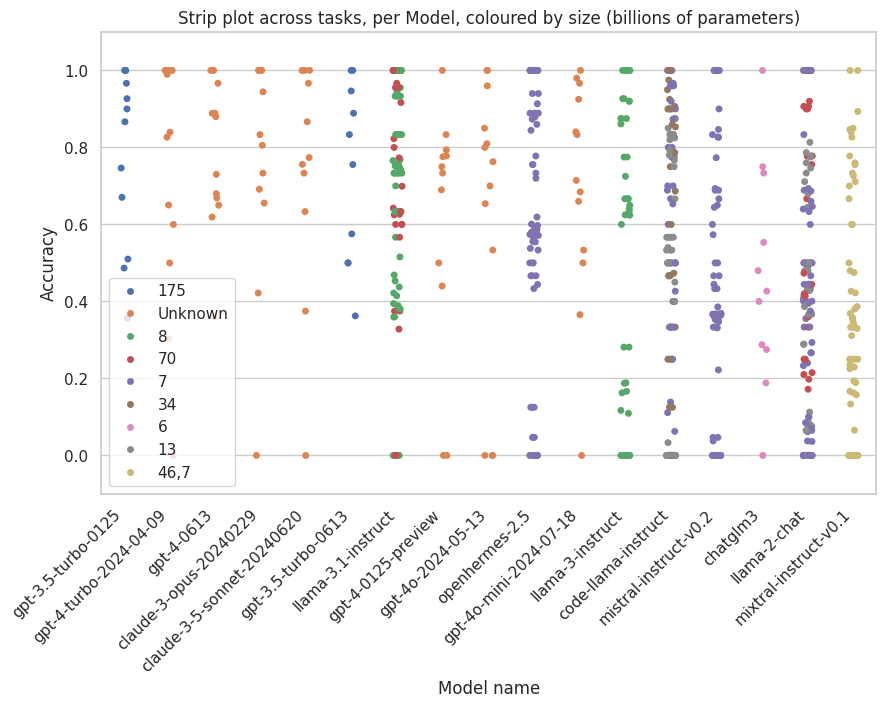 Strip plot across tasks, per Model, coloured by size (billions of parameters)
Accuracy
1.0
0.8
0.6
0.4
0.2
0.0
175
Unknown
8
70
7
34
6
13
46,7
gpt-3.5-turbo-0125
gpt-4-turbo-2024-04-09
gpt-4-0613
claude-3-opus-20240229
claude-3-5-sonnet-20240620
gpt-3.5-turbo-0613
llama-3.1-instruct
gpt-4-0125-preview
gpt-4o-2024-05-13
openhermes-2.5
gpt-4o-mini-2024-07-18
llama-3-instruct
code-llama-instruct
mistral-instruct-v0.2
chatglm3
llama-2-chat
mixtral-instruct-v0.1
Model name